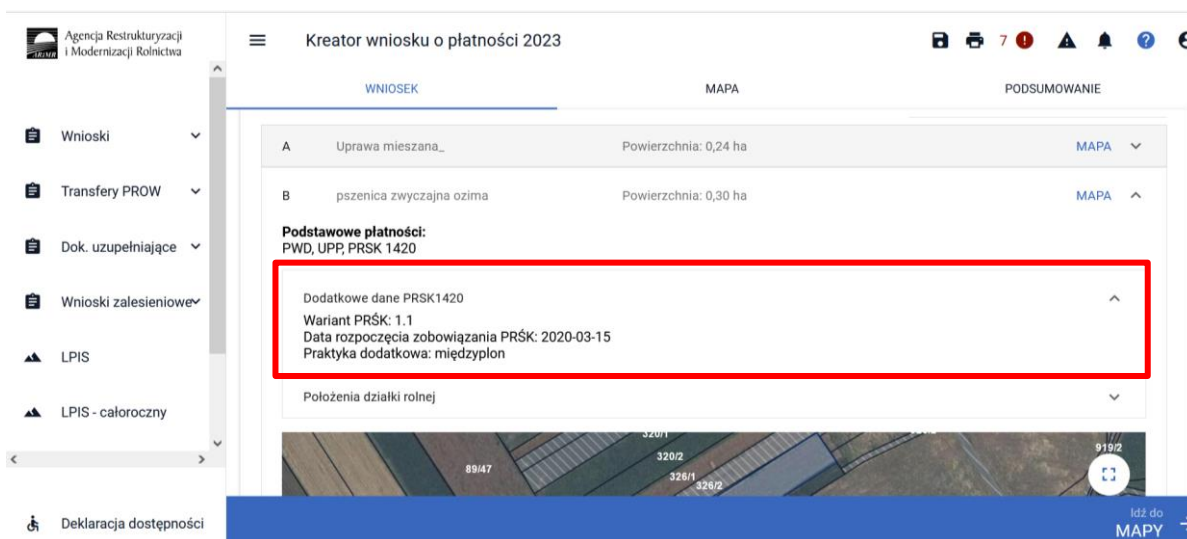 Agencja Restrukturyzacji
i Modernizacji Rolnictwa
ARiMR
Kreator wniosku o płatności 2023
7
WNIOSEK
MAPA
PODSUMOWANIE
Wnioski
Transfery PROW
Dok. uzupełniające
Wnioski zalesieniowe
LPIS
LPIS - całoroczny
Deklaracja dostępności
A Uprawa mieszana_ Powierzchnia: 0,24 ha MAPA
B pszenica zwyczajna ozima Powierzchnia: 0,30 ha MAPA
Podstawowe płatności:
PWD, UPP, PRSK 1420
Dodatkowe dane PRSK1420
Wariant PRŚK: 1.1
Data rozpoczęcia zobowiązania PRŚK: 2020-03-15
Praktyka dodatkowa: międzyplon
Położenia działki rolnej
320/1
320/2
89/47
326/1
326/2
919/2
Idź do
MAPY